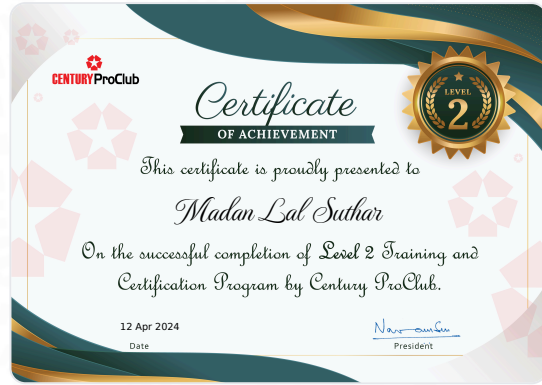 CENTURY ProClub
Certificate
OF ACHIEVEMENT
LEVEL
2
This certificate is proudly presented to
Madan Lal Suthar
On the successful completion of Level 2 Training and
Certification Program by Century ProClub.
12 Apr 2024
Date
President